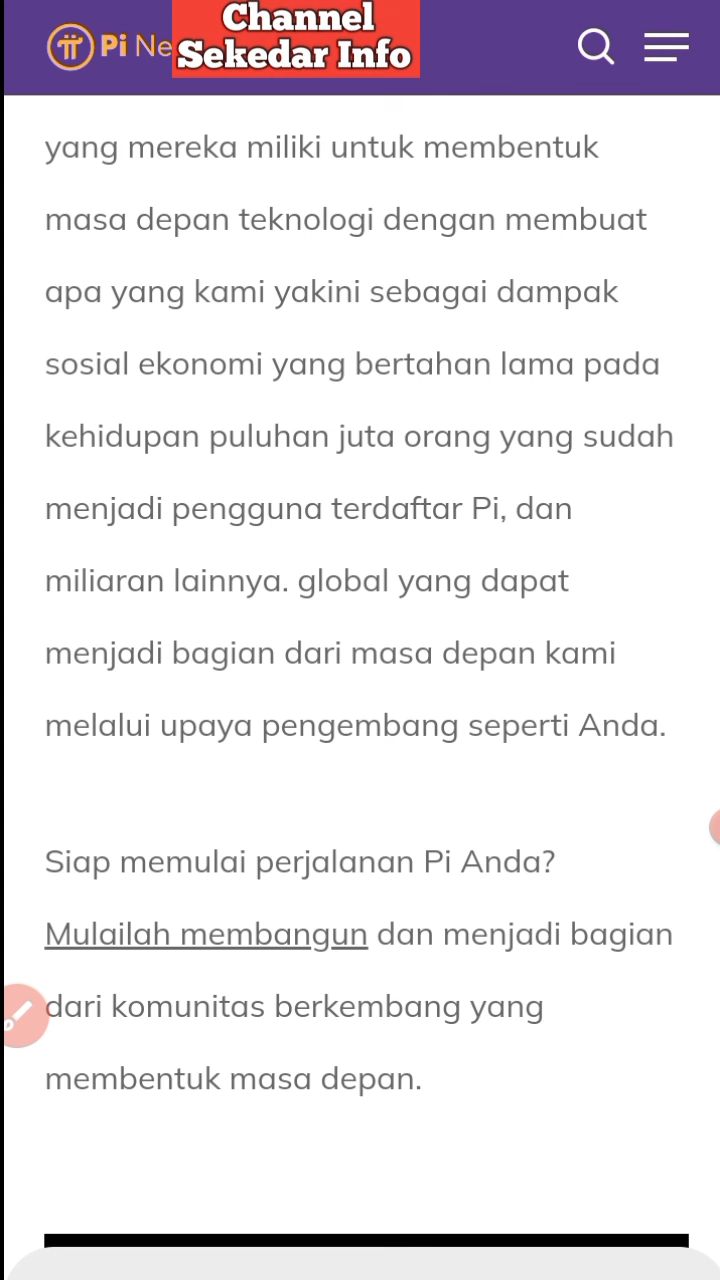 Channel
Sekedar Info
Pi Ne
yang mereka miliki untuk membentuk
masa depan teknologi dengan membuat
apa yang kami yakini sebagai dampak
sosial ekonomi yang bertahan lama pada
kehidupan puluhan juta orang yang sudah
menjadi pengguna terdaftar Pi, dan
miliaran lainnya. global yang dapat
menjadi bagian dari masa depan kami
melalui upaya pengembang seperti Anda.
Siap memulai perjalanan Pi Anda?
Mulailah membangun dan menjadi bagian
dari komunitas berkembang yang
membentuk masa depan.